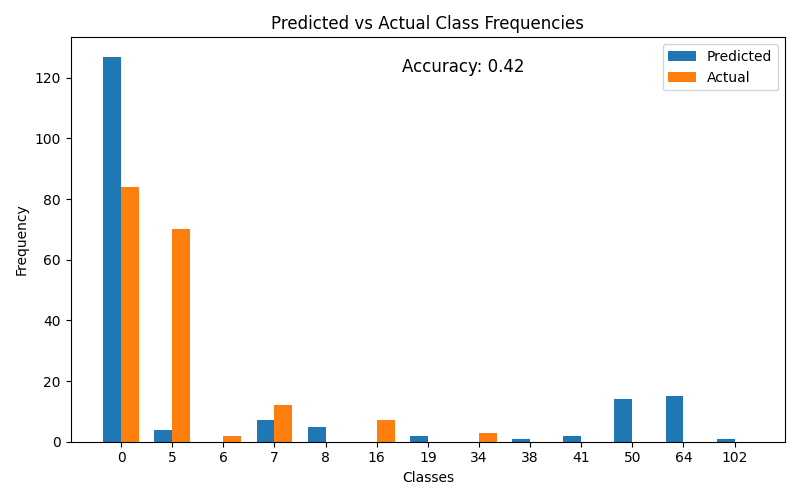 Predicted vs Actual Class Frequencies
Accuracy: 0.42
Predicted
Actual
120
100
80
60
40
20
0
Frequency
0 5 6 7 8 16 19 34 38 41 50 64 102
Classes